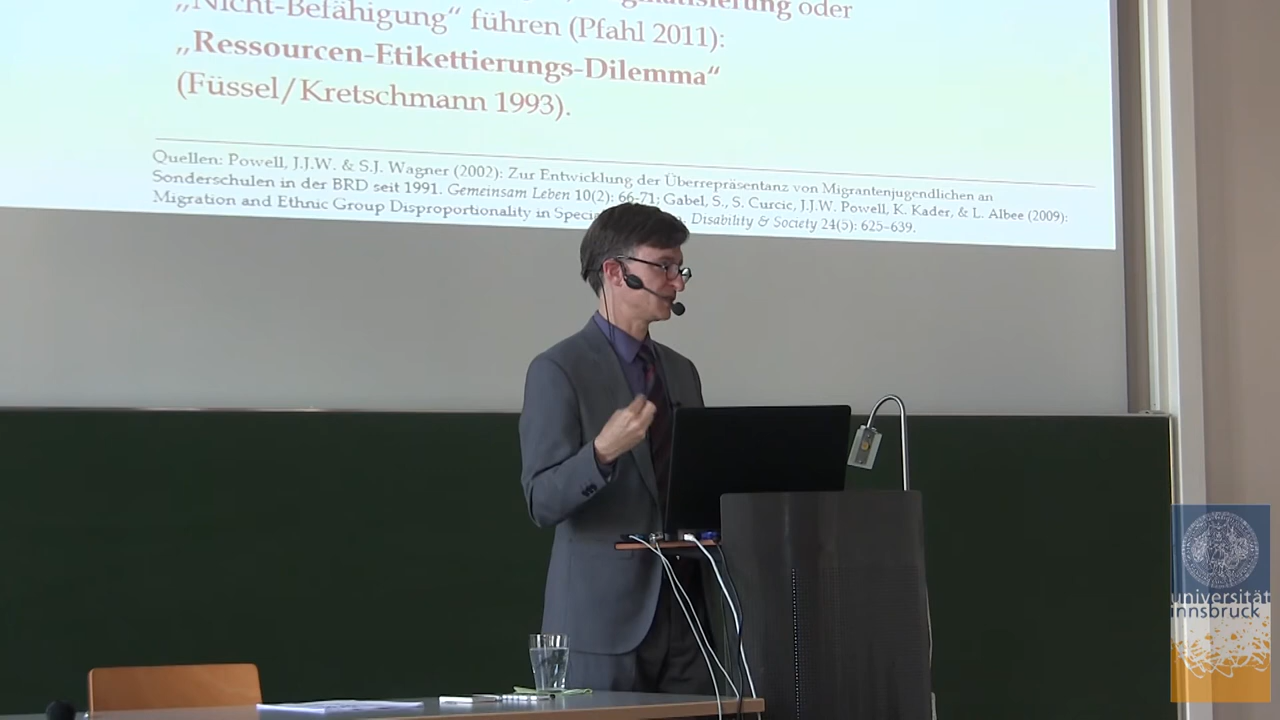 oder
„Nicht-Befähigung“ führen (Pfahl 2011):
„Ressourcen-Etikettierungs-Dilemma“
(Füssel/Kretschmann 1993).
Quellen: Powell, J.J.W. & S.J. Wagner (2002): Zur Entwicklung der Überrepräsentanz von Migrantenjugendlichen an
Sonderschulen in der BRD seit 1991. Gemeinsam Leben 10(2): 66-71; Gabel, S., S. Curcic, J.J.W. Powell, K. Kader, & L. Albee (2009):
Migration and Ethnic Group Disproportionality in Disability & Society 24(5): 625–639.
universität
innsbruck